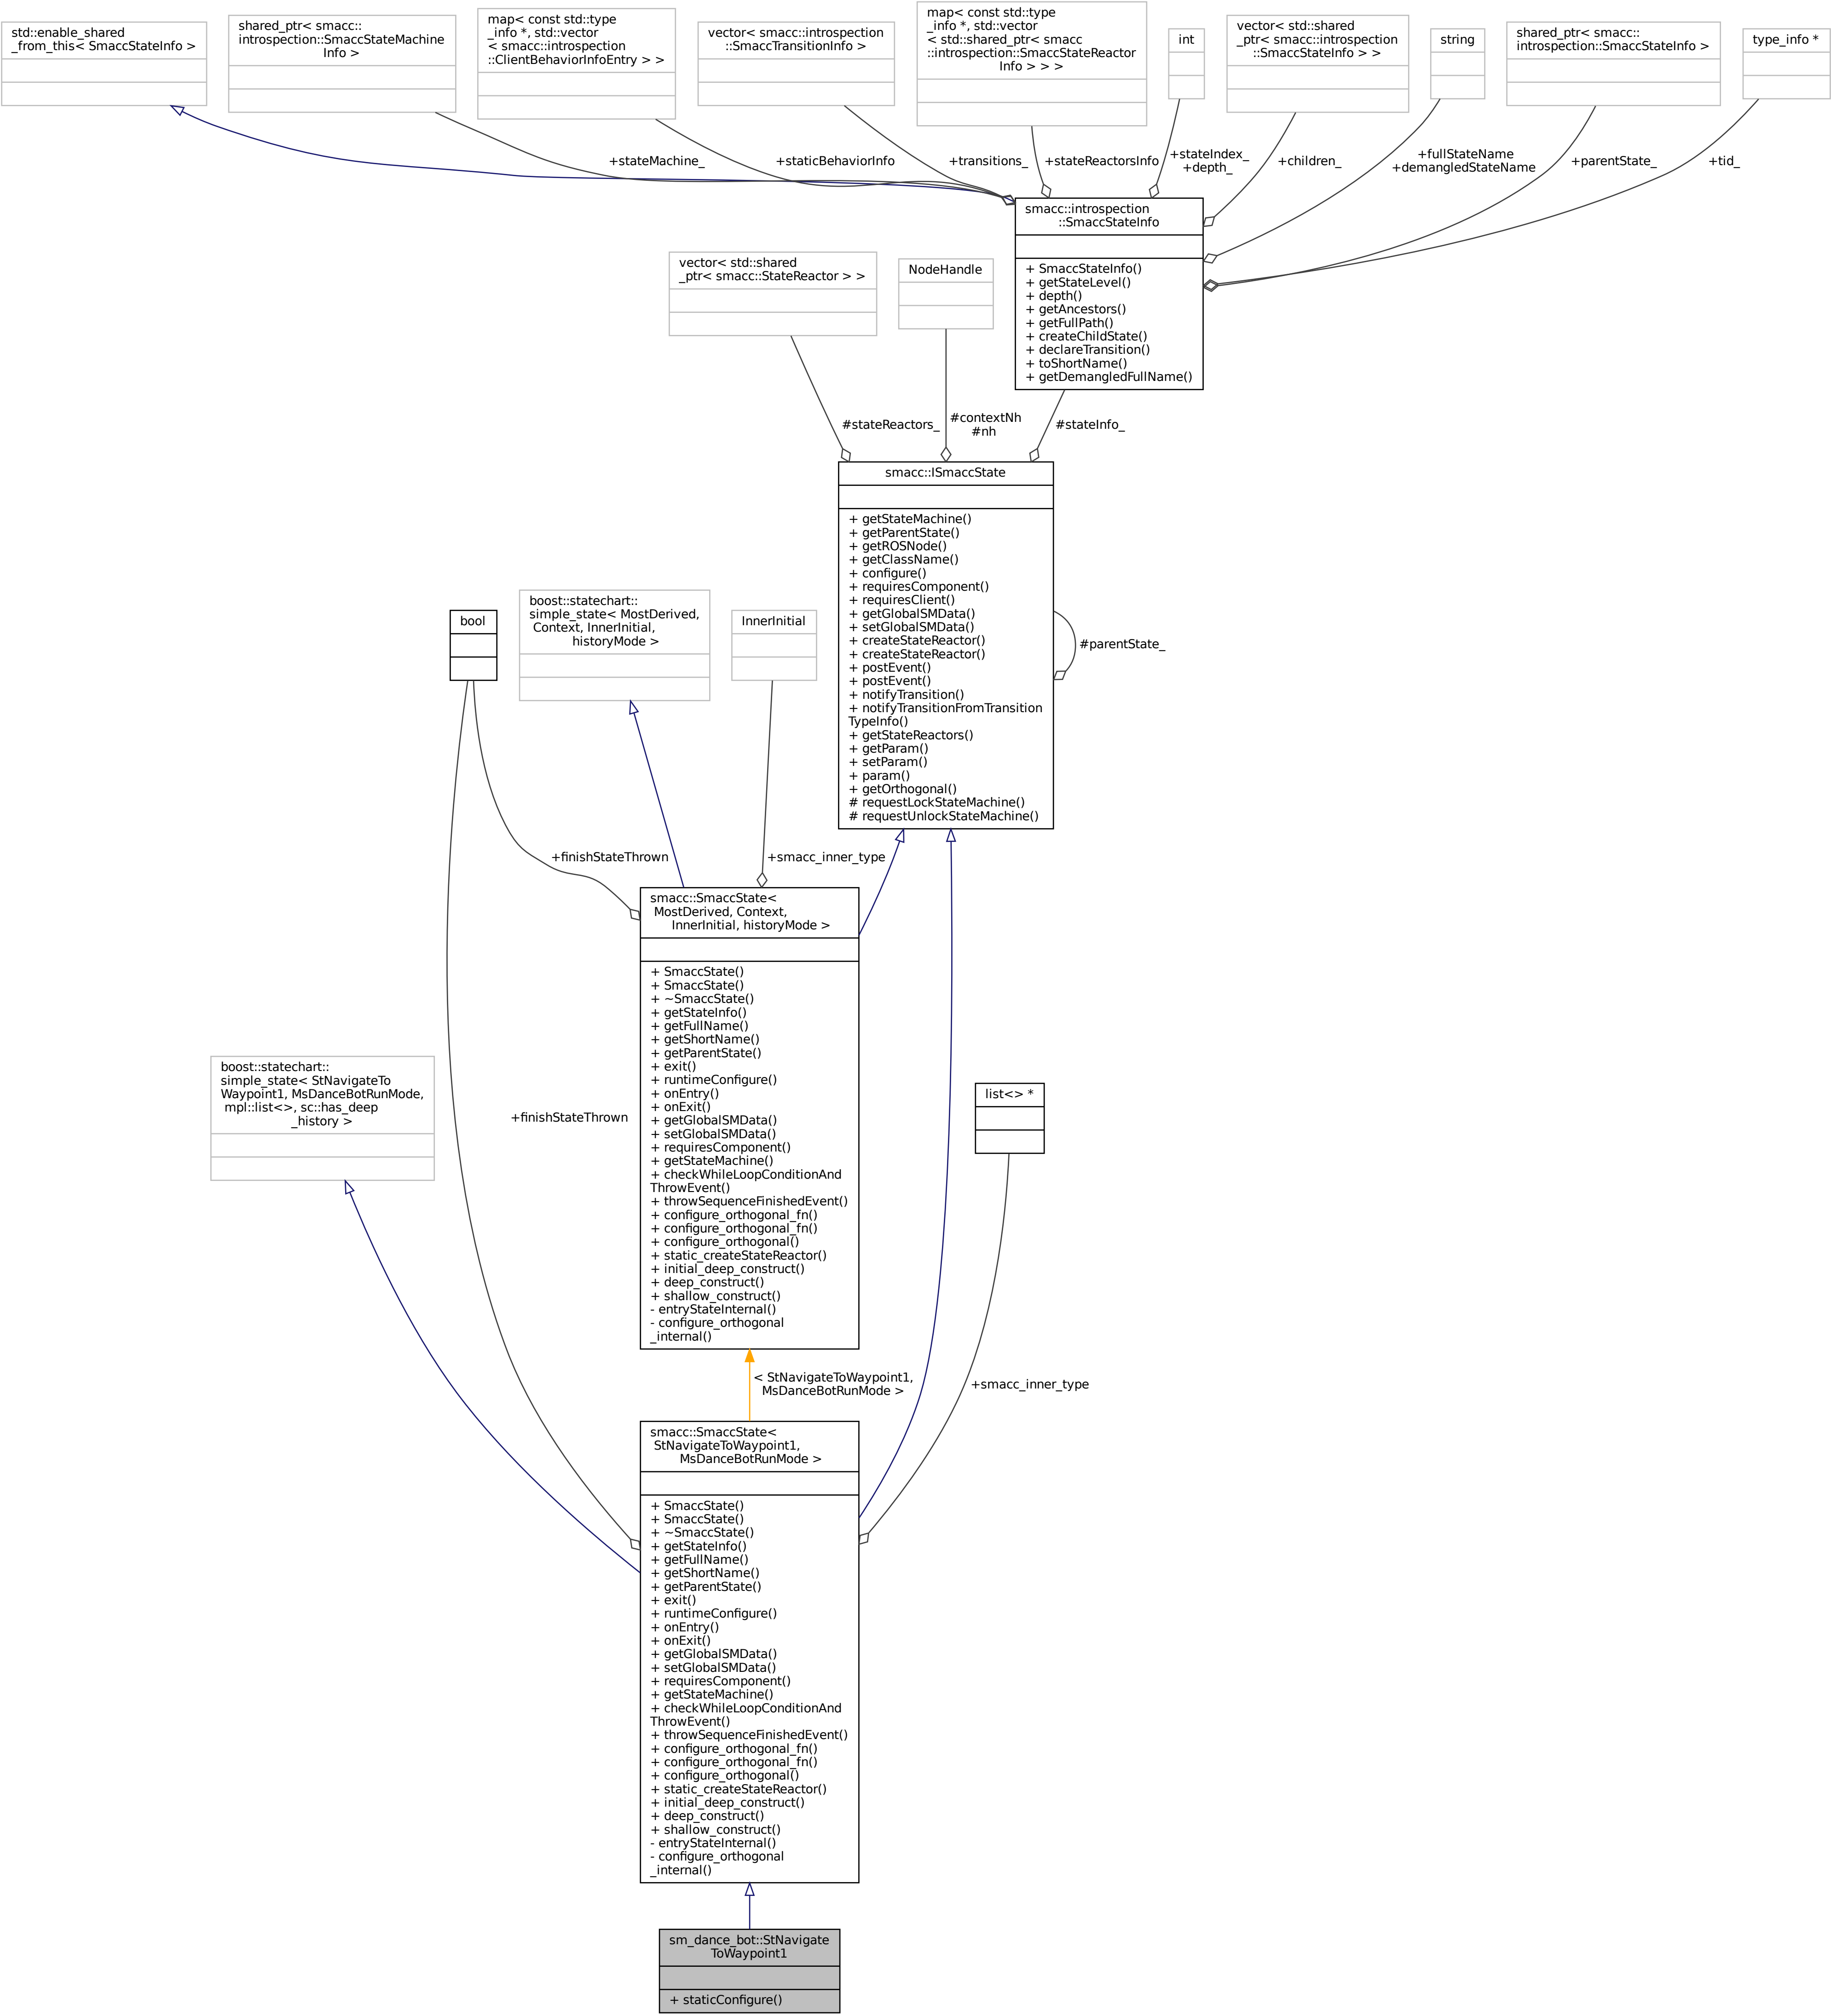 std::enable_shared
_from_this< SmaccStateInfo >
shared_ptr< smacc::
introspection::SmaccStateMachine
Info >
map< const std::type
_info *, std::vector
< smacc::introspection
::ClientBehaviorInfoEntry > >
vector< smacc::introspection
::SmaccTransitionInfo >
map< const std::type
_info *, std::vector
< std::shared_ptr< smacc
::introspection::SmaccStateReactor
Info > > >
int
vector< std::shared
_ptr< smacc::introspection
::SmaccStateInfo > >
string
shared_ptr< smacc::
introspection::SmaccStateInfo >
type_info *
+stateMachine_
+staticBehaviorInfo
+transitions_
+stateReactorsInfo
+stateIndex_
+depth_
+children_
+fullStateName
+demangledStateName
+parentState_
+tid_
smacc::introspection
::SmaccStateInfo
+ SmaccStateInfo()
+ getStateLevel()
+ depth()
+ getAncestors()
+ getFullPath()
+ createChildState()
+ declareTransition()
+ toShortName()
+ getDemangledFullName()
vector< std::shared
_ptr< smacc::StateReactor > >
NodeHandle
#stateReactors_
#contextNh
#nh
#stateInfo_
smacc::ISmaccState
+ getStateMachine()
+ getParentState()
+ getROSNode()
+ getClassName()
+ configure()
+ requiresComponent()
+ requiresClient()
+ getGlobalSMData()
+ setGlobalSMData()
+ createStateReactor()
+ createStateReactor()
+ postEvent()
+ postEvent()
+ notifyTransition()
+ notifyTransitionFromTransition
TypeInfo()
+ getStateReactors()
+ getParam()
+ setParam()
+ param()
+ getOrthogonal()
# requestLockStateMachine()
# requestUnlockStateMachine()
#parentState_
bool
boost::statechart::
simple_state< MostDerived,
Context, InnerInitial,
historyMode >
InnerInitial
+finishStateThrown
+smacc_inner_type
smacc::SmaccState<
MostDerived, Context,
InnerInitial, historyMode >
+ SmaccState()
+ SmaccState()
+ ~SmaccState()
+ getStateInfo()
+ getFullName()
+ getShortName()
+ getParentState()
+ exit()
+ runtimeConfigure()
+ onEntry()
+ onExit()
+ getGlobalSMData()
+ setGlobalSMData()
+ requiresComponent()
+ getStateMachine()
+ checkWhileLoopConditionAnd
ThrowEvent()
+ throwSequenceFinishedEvent()
+ configure_orthogonal_fn()
+ configure_orthogonal_fn()
+ configure_orthogonal()
+ static_createStateReactor()
+ initial_deep_construct()
+ deep_construct()
+ shallow_construct()
- entryStateInternal()
- configure_orthogonal
_internal()
boost::statechart::
simple_state< StNavigateTo
Waypoint1, MsDanceBotRunMode,
mpl::list<>, sc::has_deep
_history >
+finishStateThrown
list<> *
< StNavigateToWaypoint1,
MsDanceBotRunMode >
+smacc_inner_type
smacc::SmaccState<
StNavigateToWaypoint1,
MsDanceBotRunMode >
+ SmaccState()
+ SmaccState()
+ ~SmaccState()
+ getStateInfo()
+ getFullName()
+ getShortName()
+ getParentState()
+ exit()
+ runtimeConfigure()
+ onEntry()
+ onExit()
+ getGlobalSMData()
+ setGlobalSMData()
+ requiresComponent()
+ getStateMachine()
+ checkWhileLoopConditionAnd
ThrowEvent()
+ throwSequenceFinishedEvent()
+ configure_orthogonal_fn()
+ configure_orthogonal_fn()
+ configure_orthogonal()
+ static_createStateReactor()
+ initial_deep_construct()
+ deep_construct()
+ shallow_construct()
- entryStateInternal()
- configure_orthogonal
_internal()
sm_dance_bot::StNavigate
ToWaypoint1
+ staticConfigure()